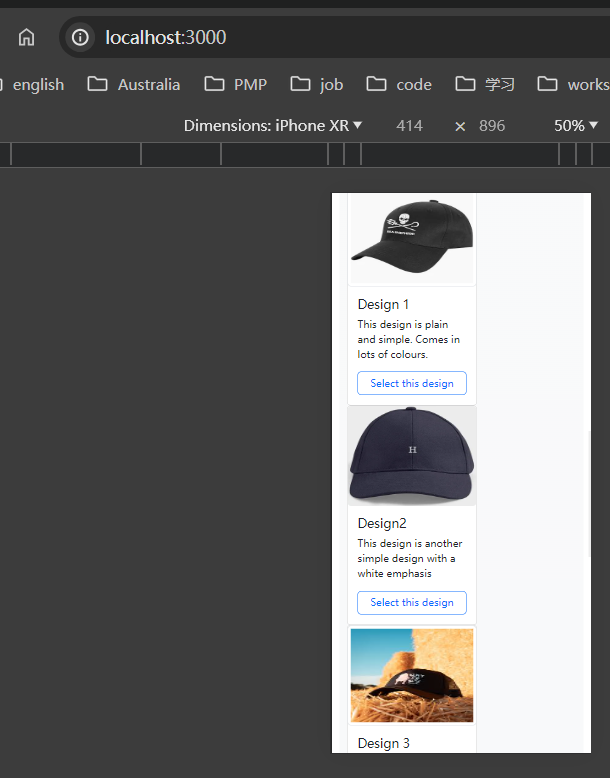 localhost:3000
english Australia PMP job code 学习 works
Dimensions: iPhone XR 414 × 896 50%
Design 1
This design is plain
and simple. Comes in
lots of colours.
Select this design
H
Design2
This design is another
simple design with a
white emphasis
Select this design
Design 3